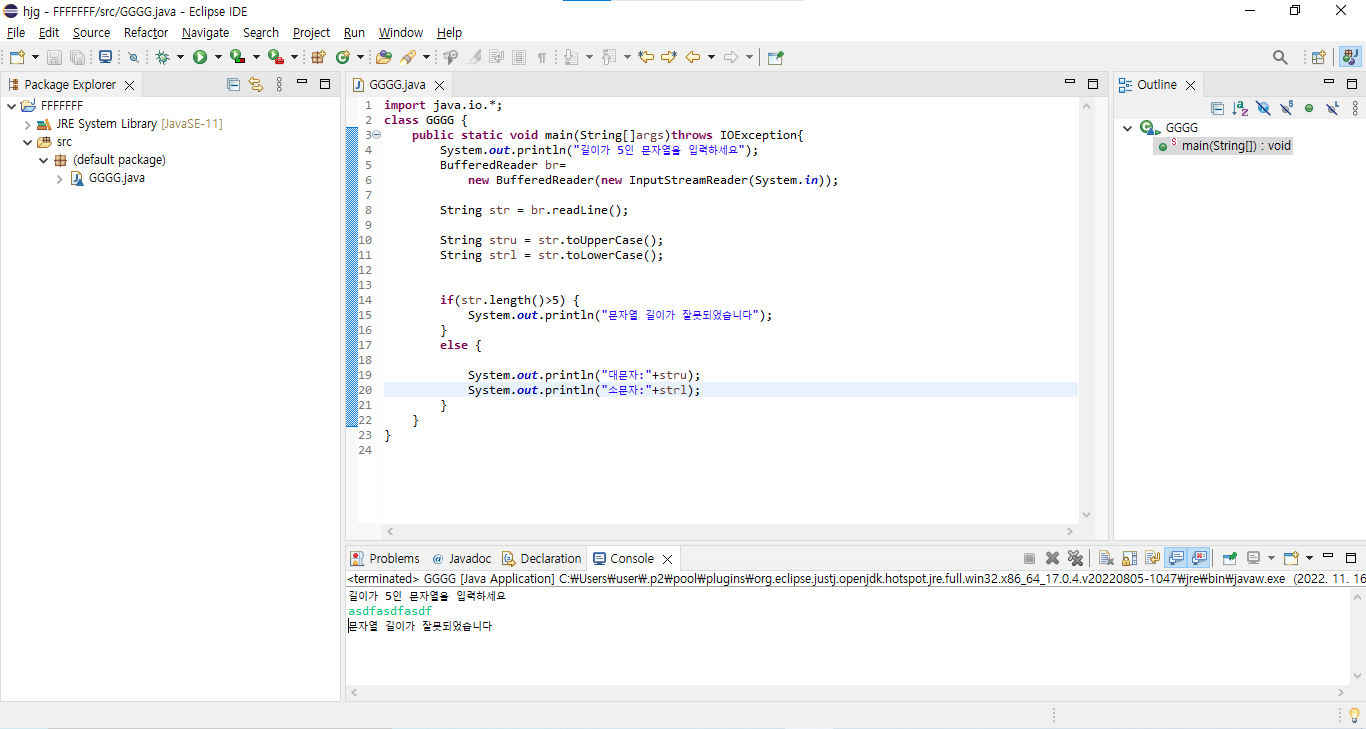 hjg - FFFFFFF/src/GGGG.java - Eclipse IDE
File Edit Source Refactor Navigate Search Project Run Window Help
Package Explorer
FFFFFFF
JRE System Library [JavaSE-11]
src
(default package)
GGGG.java
GGGG.java
1 import java.io.*;
2 class GGGG {
3 public static void main(String[]args)throws IOException{
4 System.out.println("길이가 5인 문자열을 입력하세요");
5 BufferedReader br=
6 new BufferedReader(new InputStreamReader(System.in));
7
8 String str = br.readLine();
9
10 String stru = str.toUpperCase();
11 String strl = str.toLowerCase();
12
13
14 if(str.length()>5) {
15 System.out.println("문자열 길이가 잘못되었습니다");
16 }
17 else {
18
19 System.out.println("대문자:"+stru);
20 System.out.println("소문자:"+strl);
21 }
22 }
23 }
24
Outline
GGGG
main(String[]) : void
Problems @ Javadoc Declaration Console
<terminated> GGGG [Java Application] C:₩Users₩user₩.p2₩pool₩plugins₩org.eclipse.justj.openjdk.hotspot.jre.full.win32.x86_64_17.0.4.v20220805-1047₩jre₩bin₩javaw.exe (2022. 11. 16
길이가 5인 문자열을 입력하세요
asdfasdfasdf
문자열 길이가 잘못되었습니다